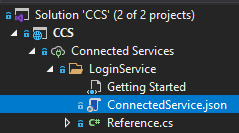 Solution 'CCS' (2 of 2 projects)
CCS
Connected Services
LoginService
Getting Started
ConnectedService.json
C# Reference.cs